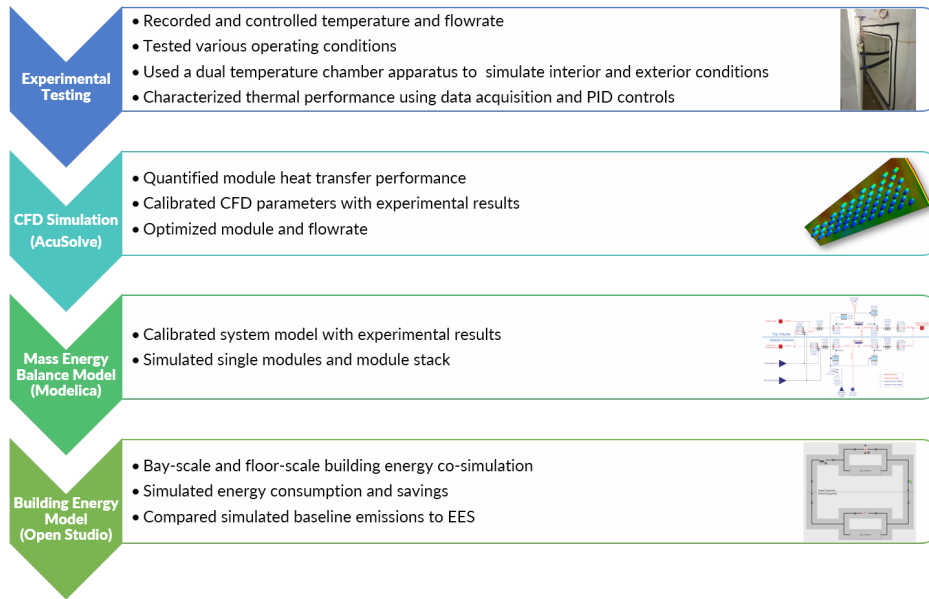 Experimental
Testing
• Recorded and controlled temperature and flowrate
• Tested various operating conditions
• Used a dual temperature chamber apparatus to simulate interior and exterior conditions
• Characterized thermal performance using data acquisition and PID controls
CFD Simulation
(AcuSolve)
• Quantified module heat transfer performance
• Calibrated CFD parameters with experimental results
• Optimized module and flowrate
Mass Energy
Balance Model
(Modelica)
• Calibrated system model with experimental results
• Simulated single modules and module stack
Building Energy
Model
(Open Studio)
• Bay-scale and floor-scale building energy co-simulation
• Simulated energy consumption and savings
• Compared simulated baseline emissions to EES